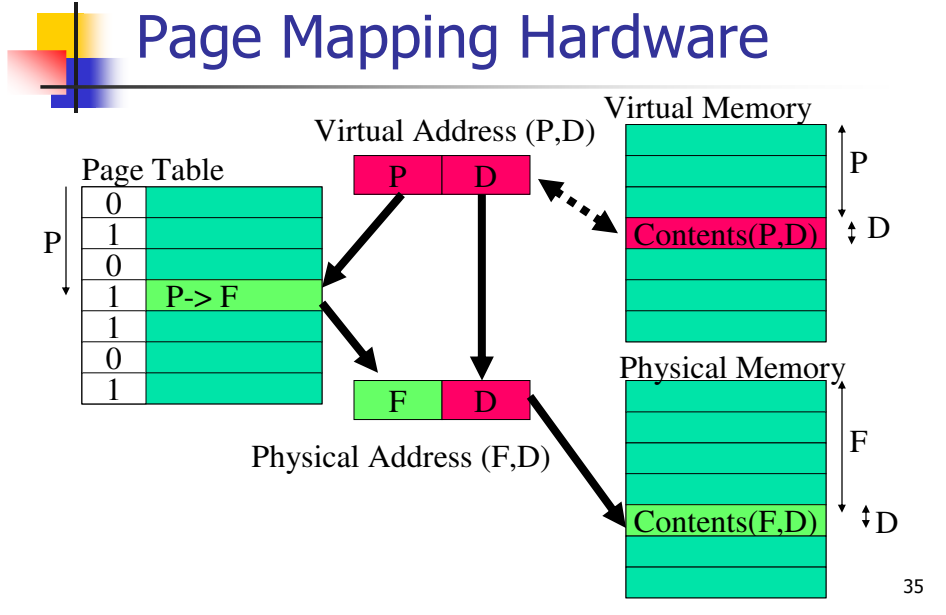 Page Mapping Hardware
Virtual Memory
Virtual Address (P,D)
P
Page Table
P D
0
P
1
Contents(P,D)
D
0
1 P-> F
1
0
1
Physical Memory
F D
F
Physical Address (F,D)
Contents(F,D)
D
35